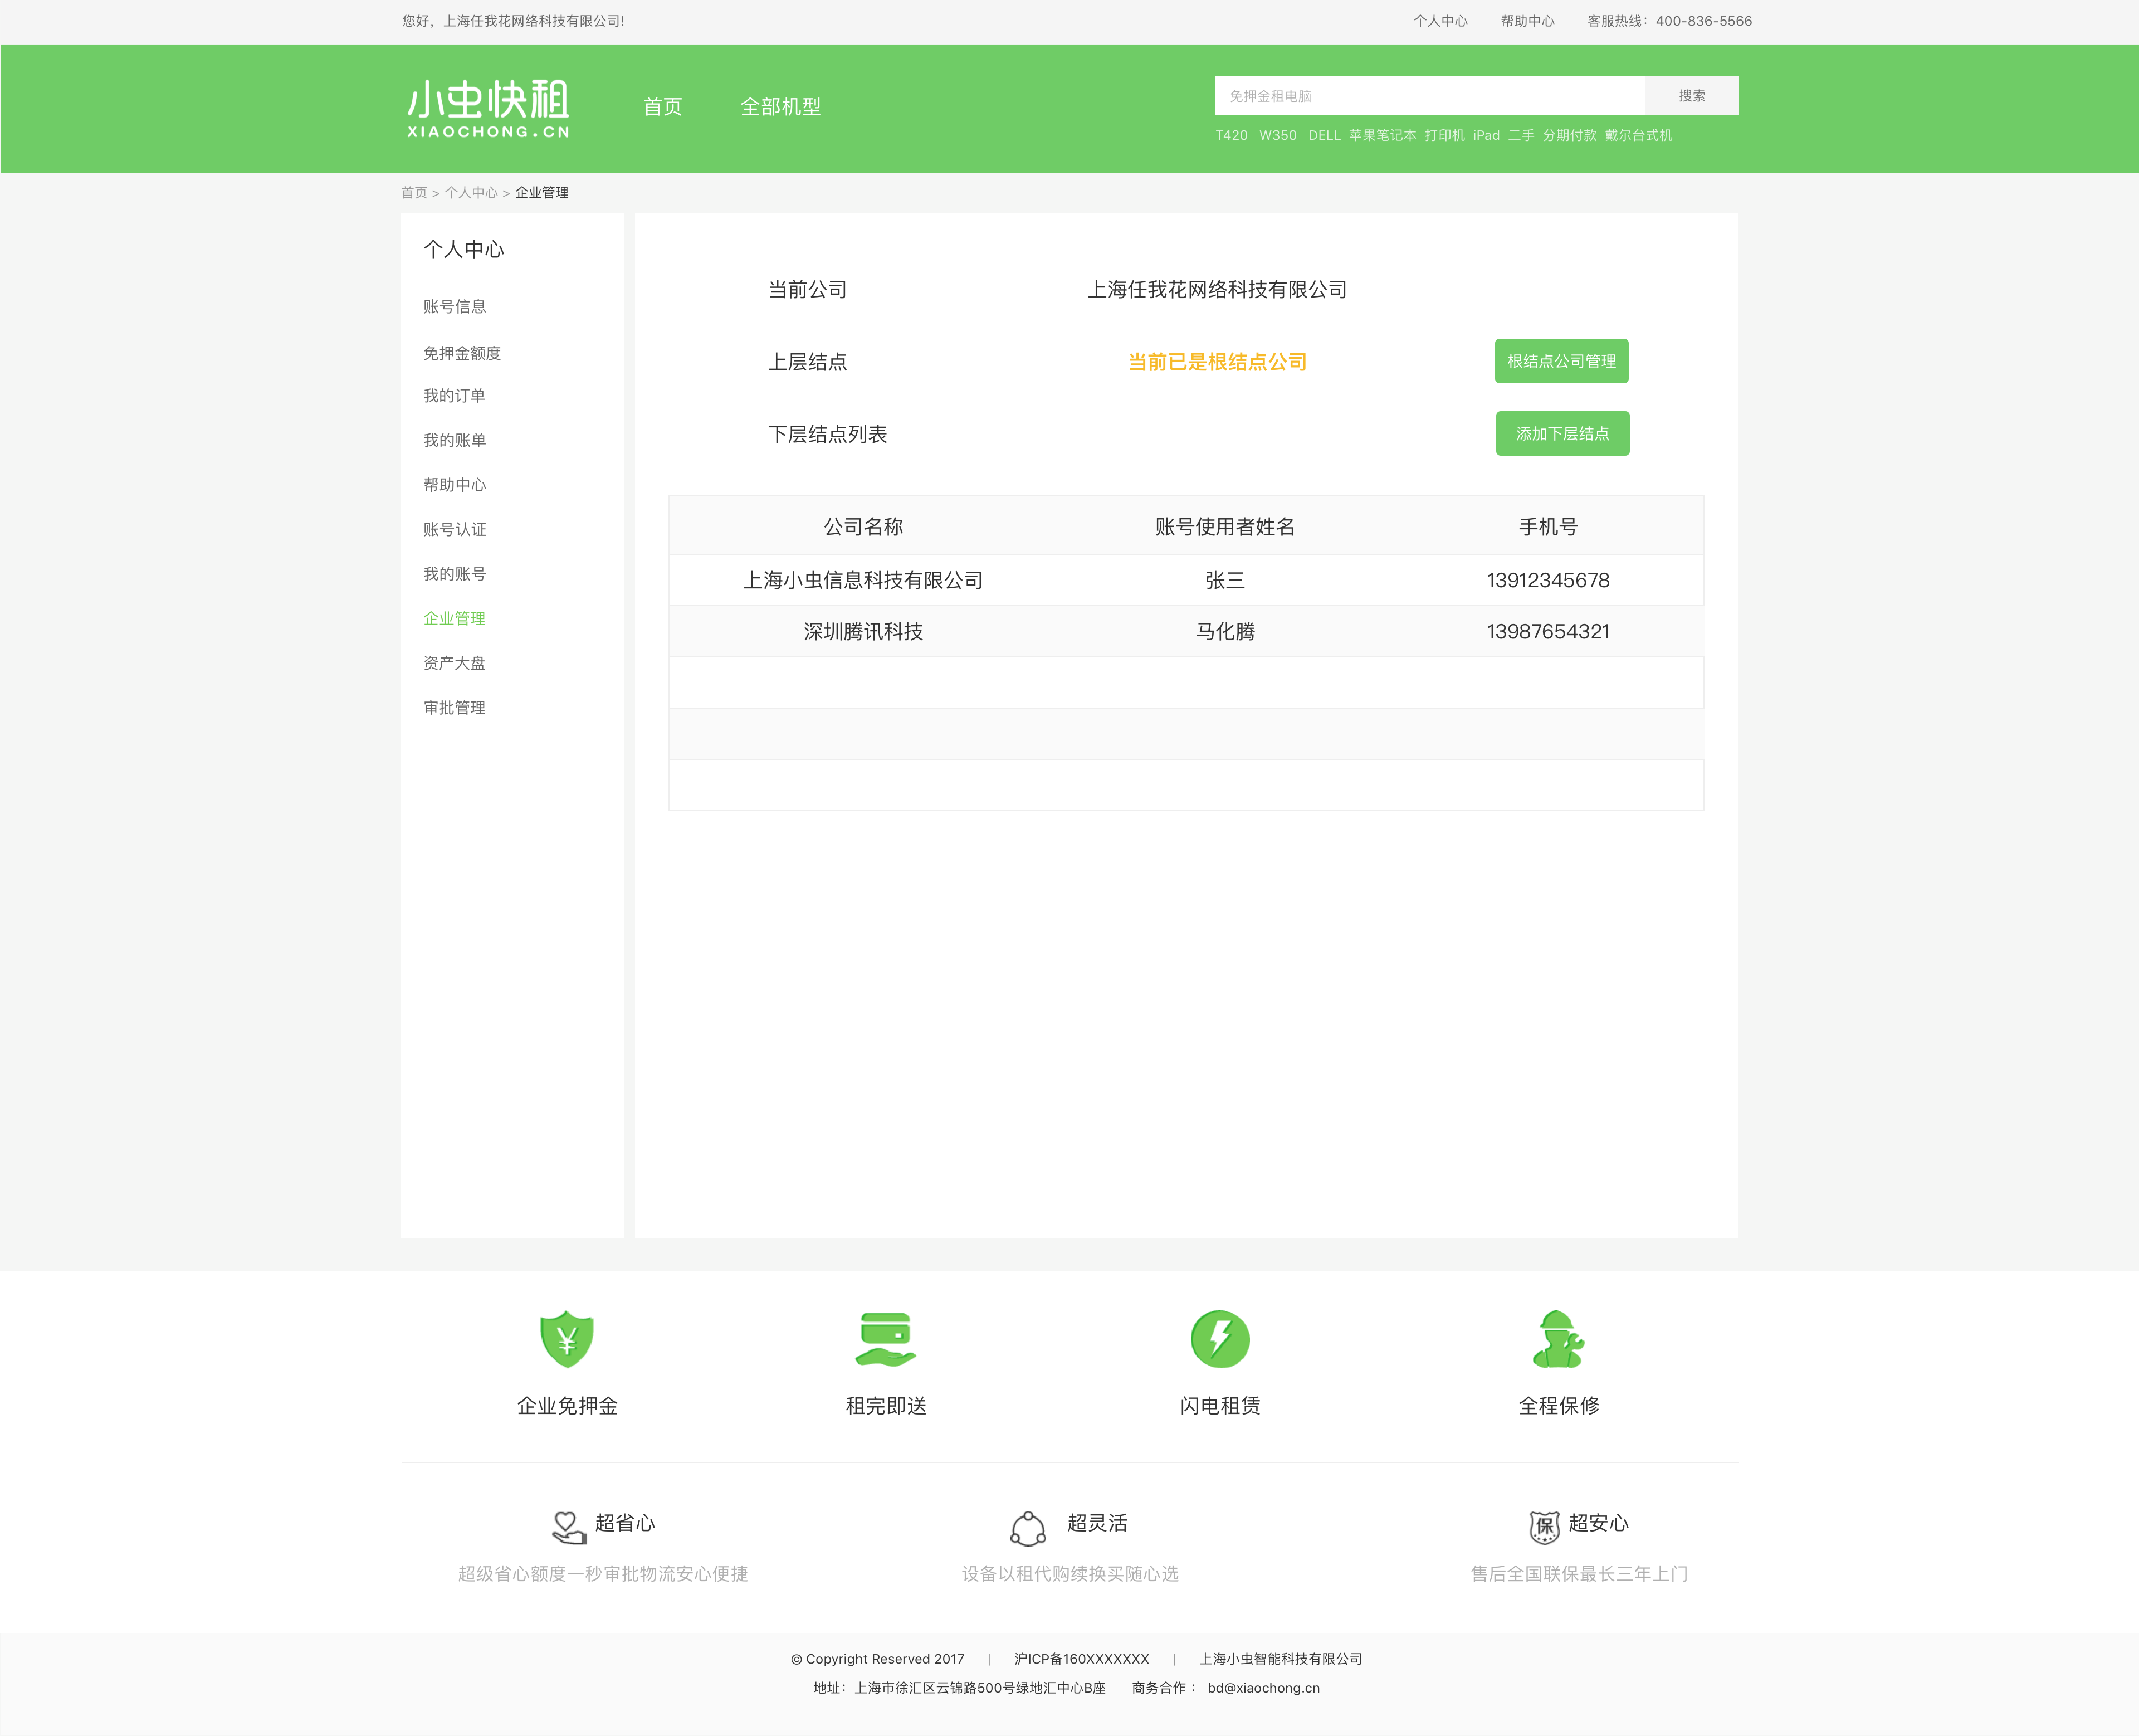 您好，上海任我花网络科技有限公司!
个人中心 帮助中心 客服热线：400-836-5566
小虫快租
XIAOCHONG.CN
首页 全部机型
免押金租电脑 搜索
T420 W350 DELL 苹果笔记本 打印机 iPad 二手 分期付款 戴尔台式机
首页 > 个人中心 > 企业管理
个人中心
账号信息
免押金额度
我的订单
我的账单
帮助中心
账号认证
我的账号
企业管理
资产大盘
审批管理
当前公司 上海任我花网络科技有限公司
上层结点 当前已是根结点公司 根结点公司管理
下层结点列表 添加下层结点
公司名称 账号使用者姓名 手机号
上海小虫信息科技有限公司 张三 13912345678
深圳腾讯科技 马化腾 13987654321
¥
企业免押金 租完即送 闪电租赁 全程保修
超省心 超灵活 保 超安心
超级省心额度一秒审批物流安心便捷 设备以租代购续换买随心选 售后全国联保最长三年上门
© Copyright Reserved 2017 | 沪ICP备160XXXXXXX | 上海小虫智能科技有限公司
地址：上海市徐汇区云锦路500号绿地汇中心B座 商务合作： bd@xiaochong.cn